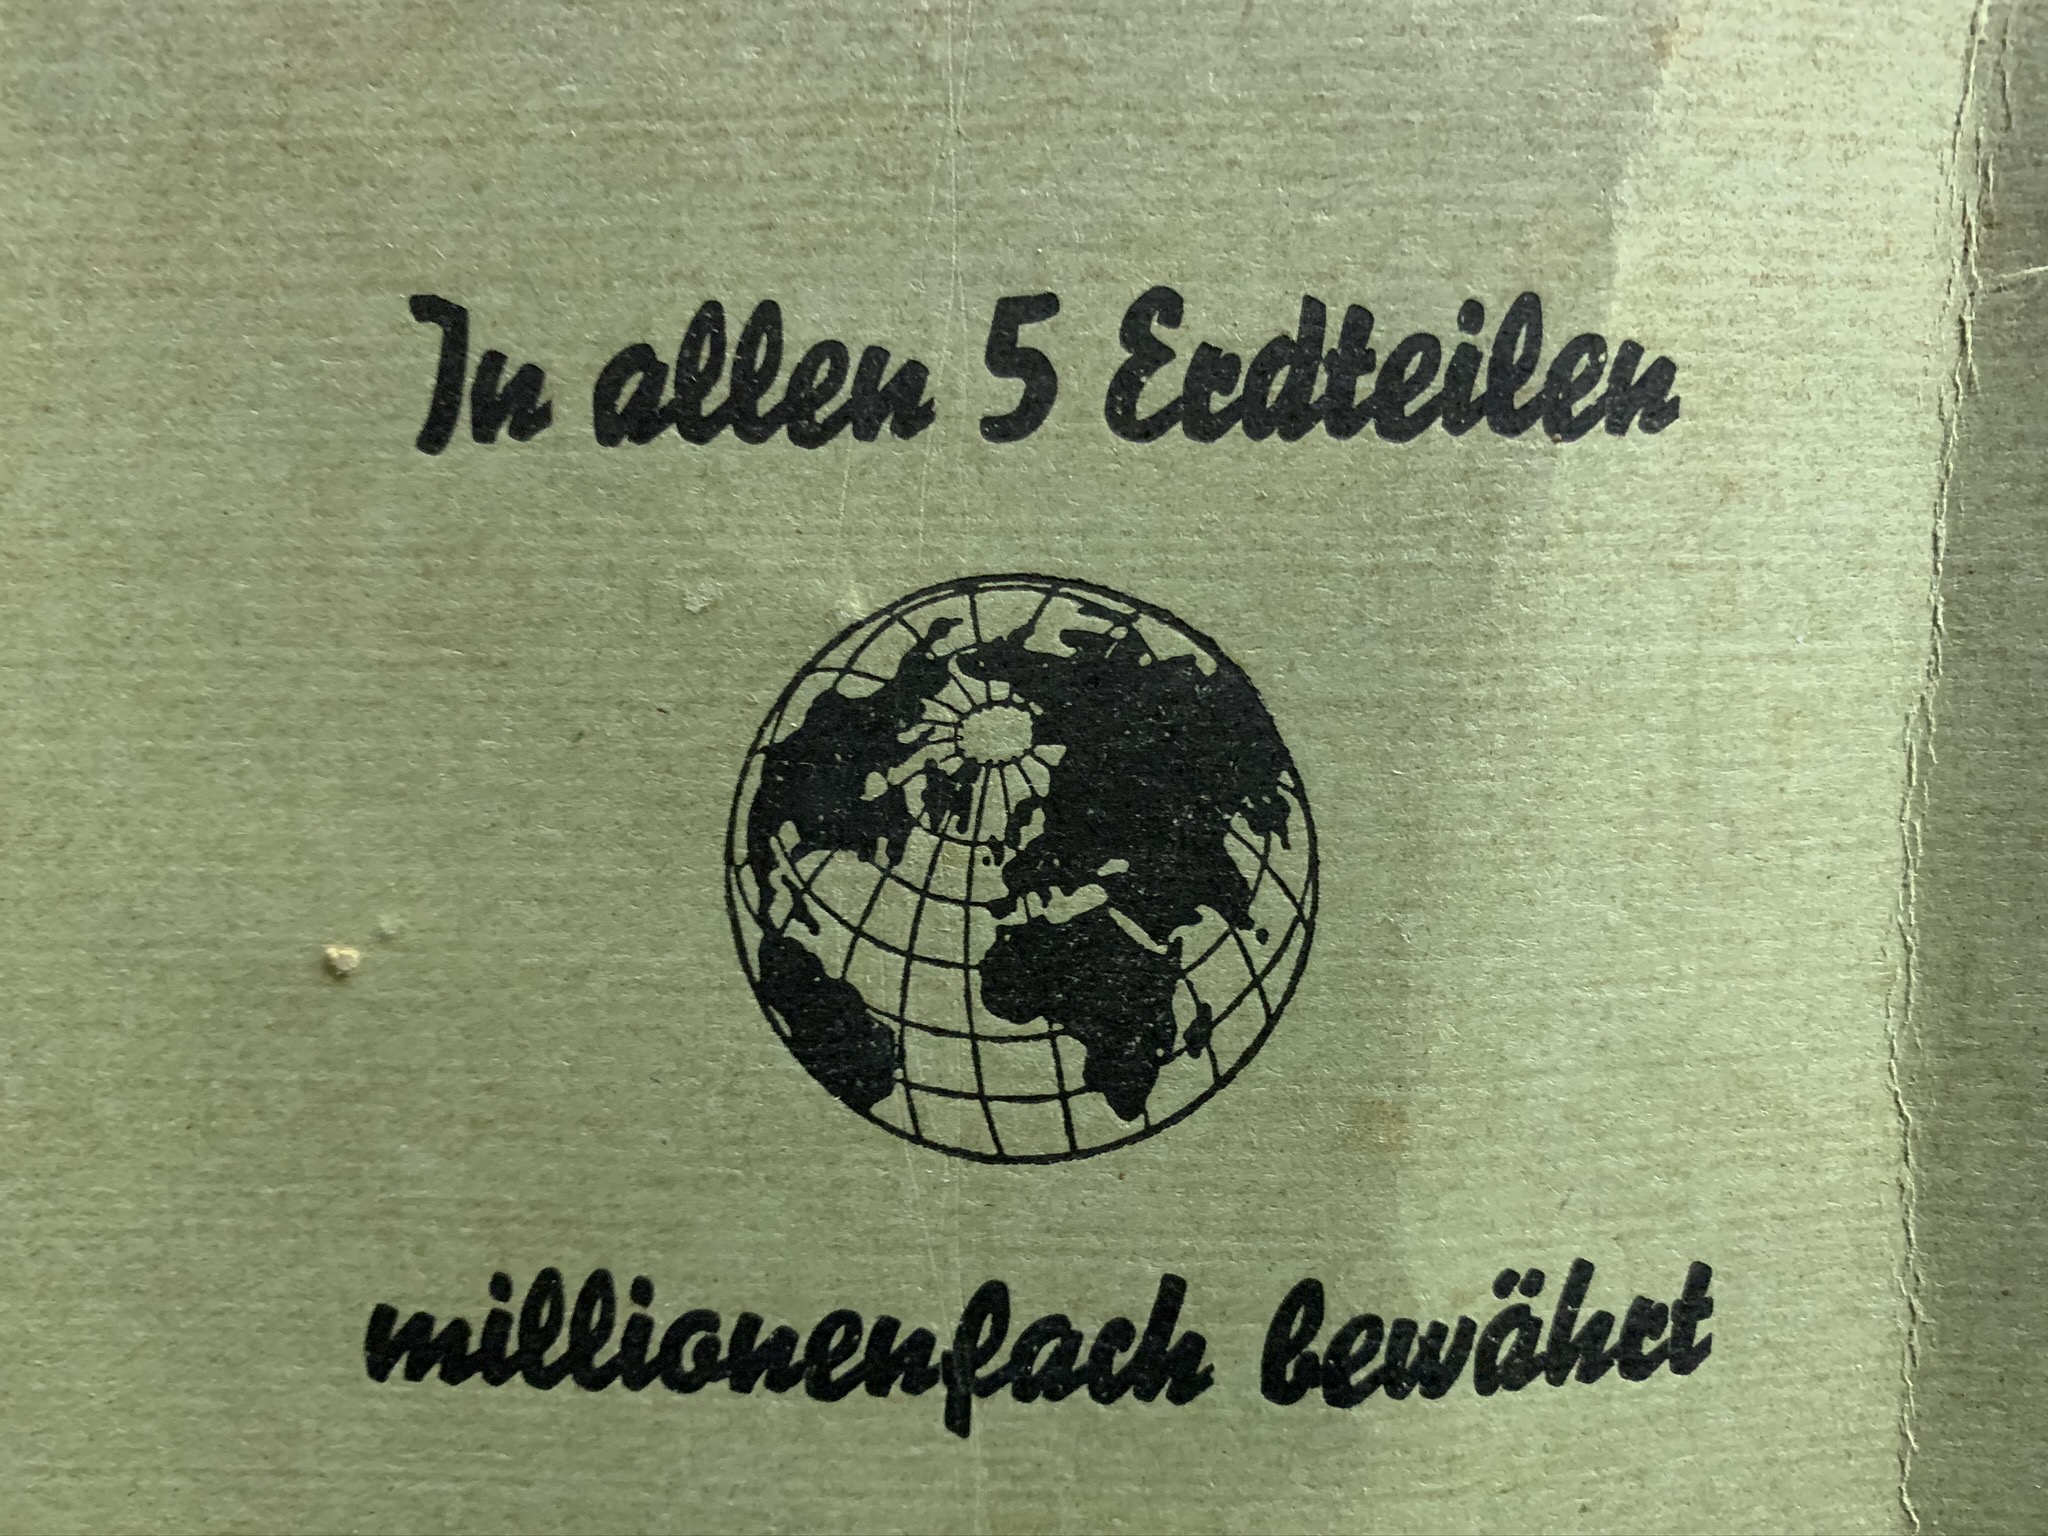 In allen 5 Erdteilen
millionenfach bewährt